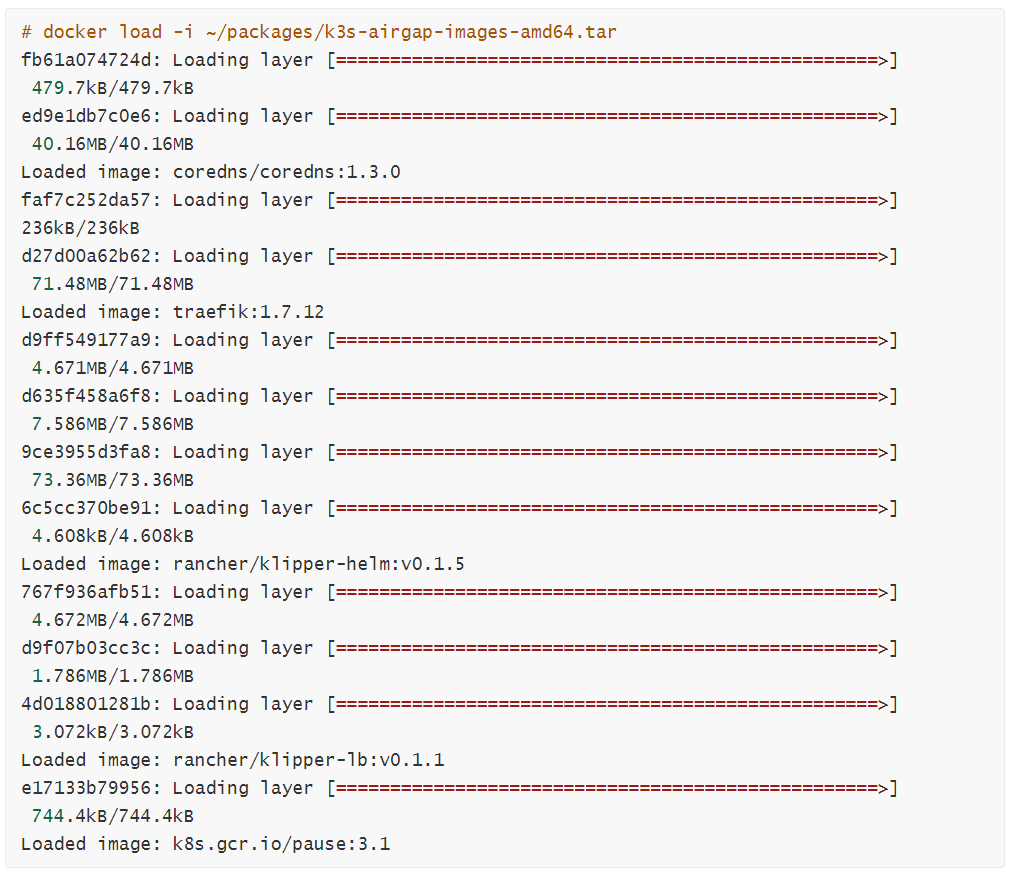 # docker load -i ~/packages/k3s-airgap-images-amd64.tar
fb61a074724d: Loading layer [==================================================>]
479.7kB/479.7kB
ed9e1db7c0e6: Loading layer [==================================================>]
40.16MB/40.16MB
Loaded image: coredns/coredns:1.3.0
faf7c252da57: Loading layer [==================================================>]
236kB/236kB
d27d00a62b62: Loading layer [==================================================>]
71.48MB/71.48MB
Loaded image: traefik:1.7.12
d9ff549177a9: Loading layer [==================================================>]
4.671MB/4.671MB
d635f458a6f8: Loading layer [==================================================>]
7.586MB/7.586MB
9ce3955d3fa8: Loading layer [==================================================>]
73.36MB/73.36MB
6c5cc370be91: Loading layer [==================================================>]
4.608kB/4.608kB
Loaded image: rancher/klipper-helm:v0.1.5
767f936afb51: Loading layer [==================================================>]
4.672MB/4.672MB
d9f07b03cc3c: Loading layer [==================================================>]
1.786MB/1.786MB
4d018801281b: Loading layer [==================================================>]
3.072kB/3.072kB
Loaded image: rancher/klipper-lb:v0.1.1
e17133b79956: Loading layer [==================================================>]
744.4kB/744.4kB
Loaded image: k8s.gcr.io/pause:3.1